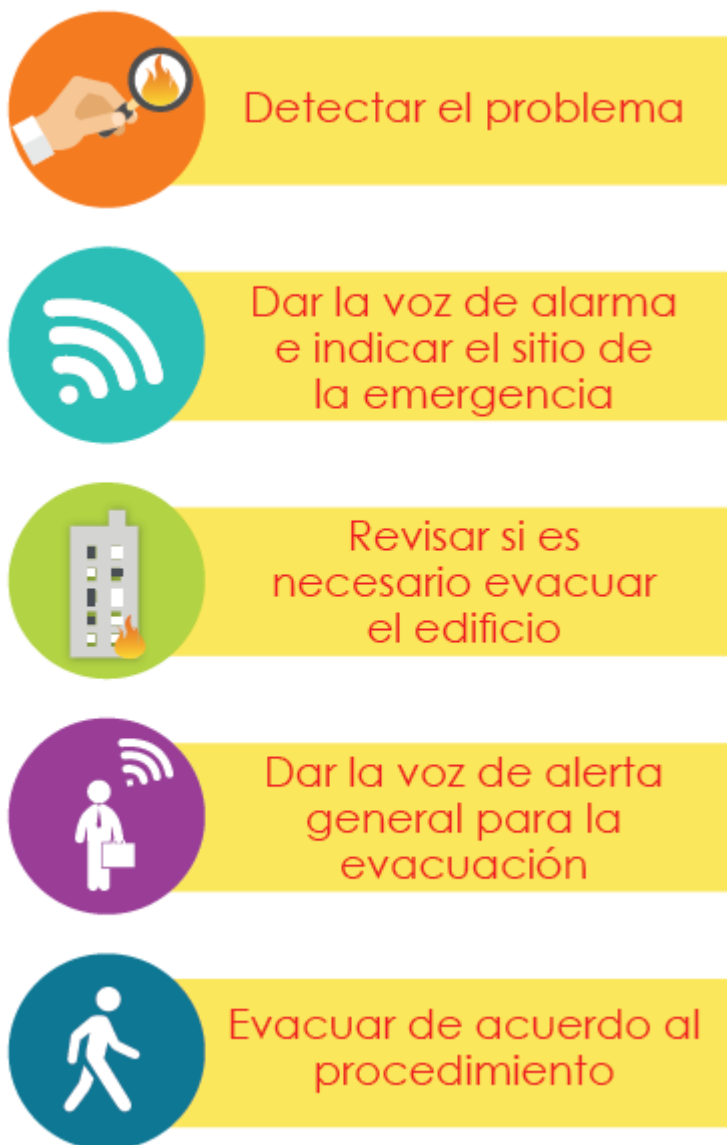 Detectar el problema
Dar la voz de alarma
e indicar el sitio de
la emergencia
Revisar si es
necesario evacuar
el edificio
Dar la voz de alerta
general para la
evacuación
Evacuar de acuerdo al
procedimiento